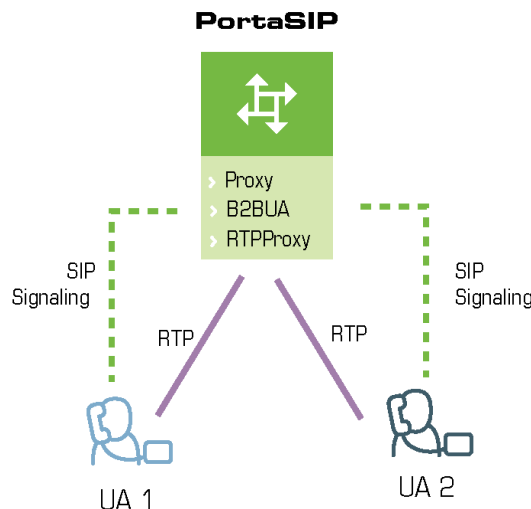 PortaSIP
Proxy
B2BUA
RTPProxy
SIP
Signaling
SIP
Signaling
RTP
RTP
UA 1
UA 2